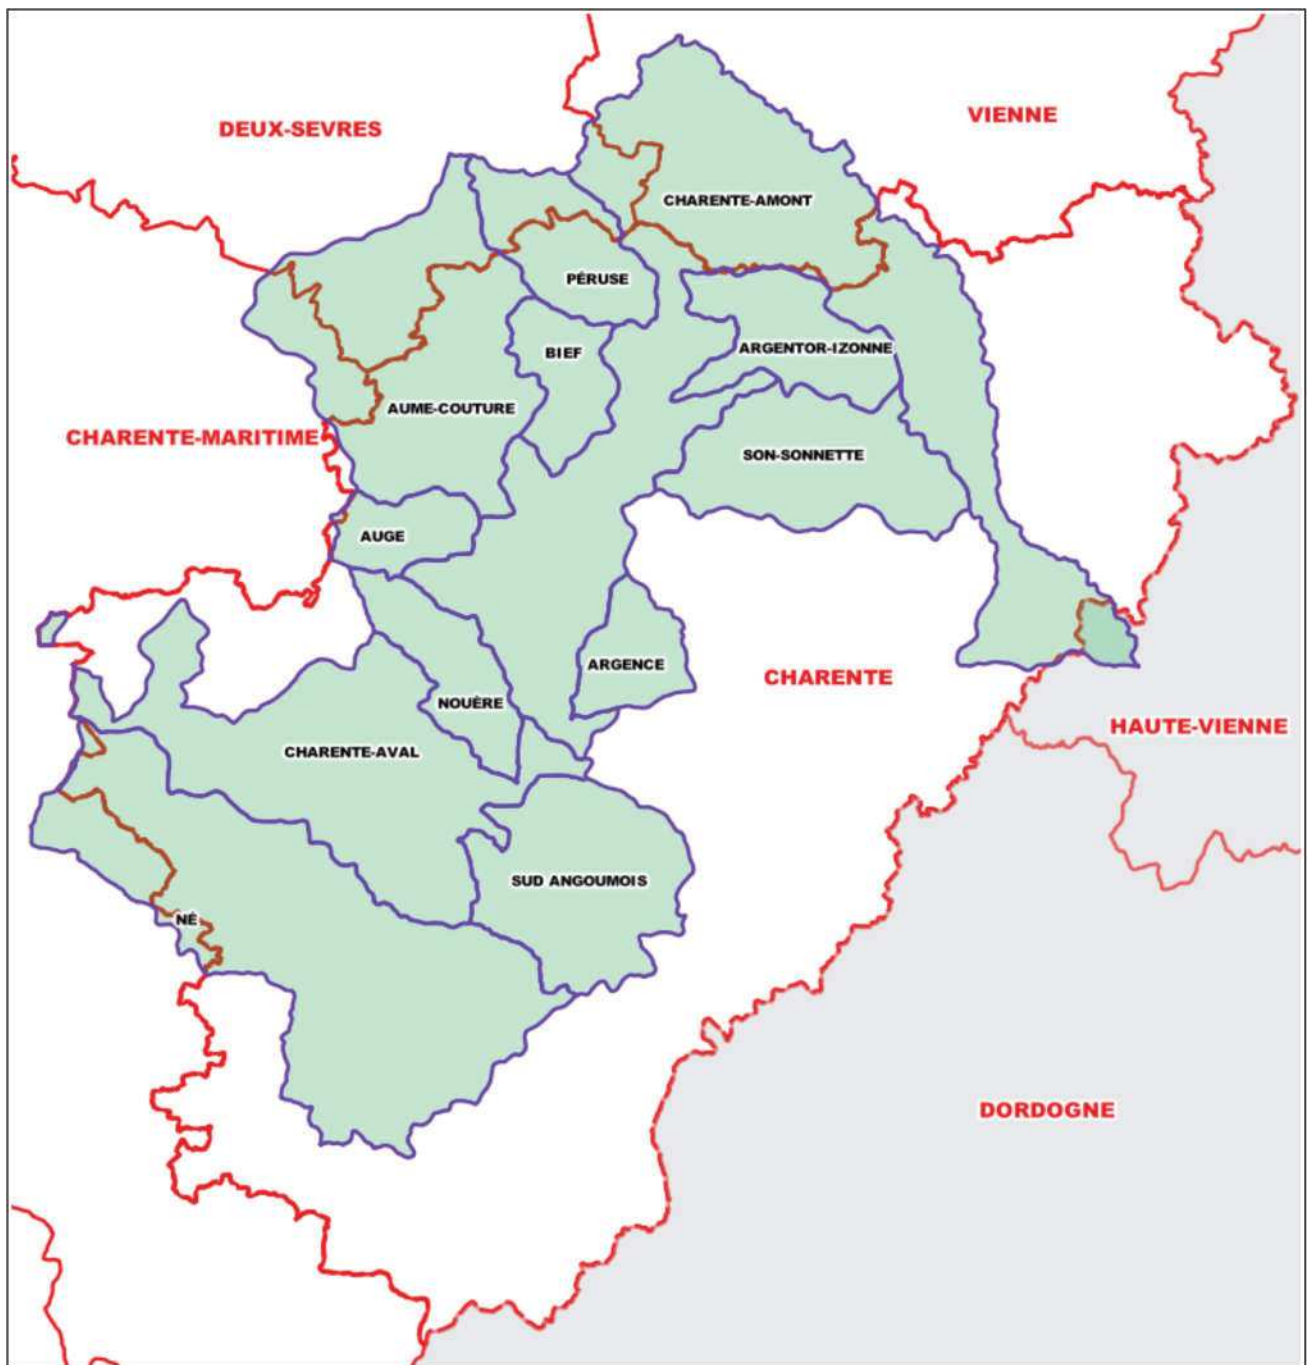 VIENNE
DEUX-SEVRES
CHARENTE-AMONT
PÉRUSE
ARGENTOR-IZONNE
BIEF
AUME-COUTURE
CHARENTE-MARITIME
SON-SONNETTE
AUGE
ARGENCE
CHARENTE
NOUÈRE
HAUTE-VIENNE
CHARENTE-AVAL
SUD ANGOUMOIS
NÉ
DORDOGNE